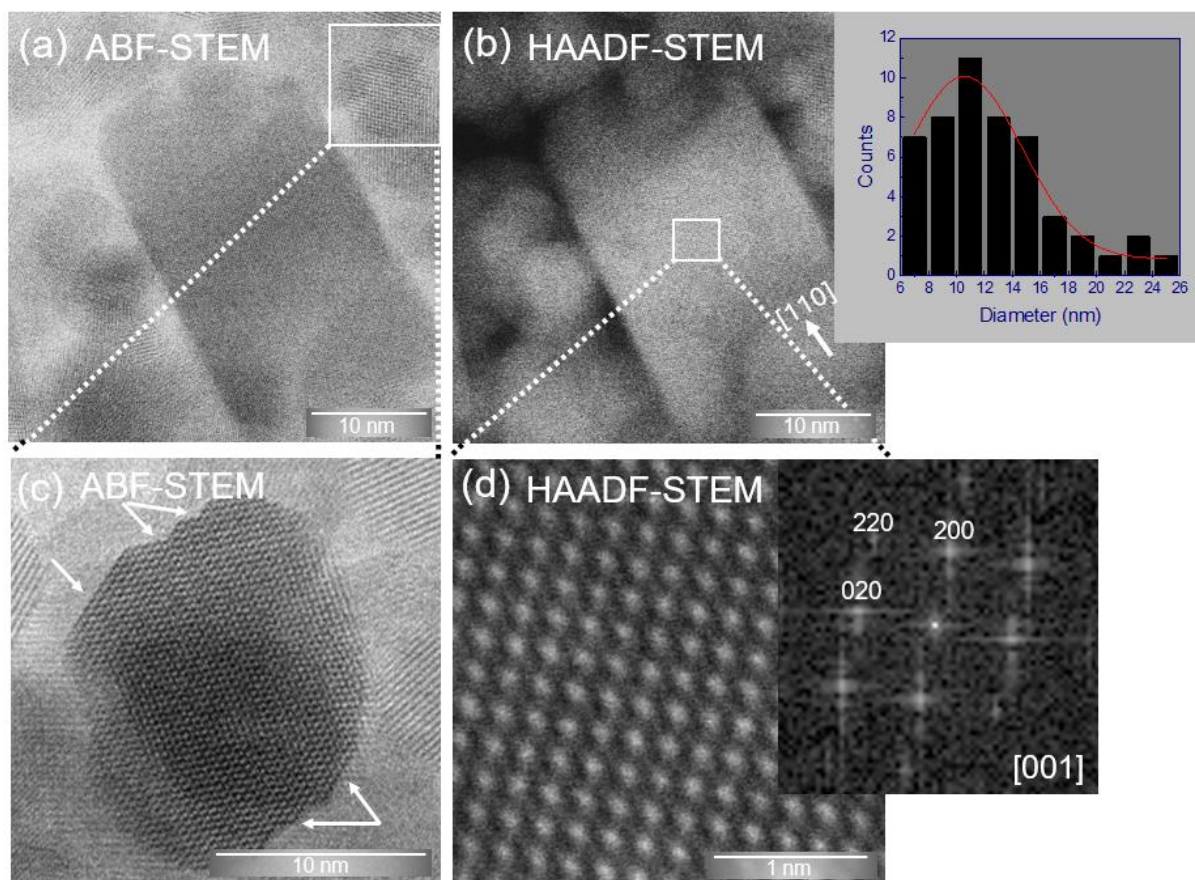 (a) ABF-STEM
10 nm
(b) HAADF-STEM
[110]
10 nm
12
10
8
6
4
2
0
Counts
6 8 10 12 14 16 18 20 22 24 26
Diameter (nm)
(c) ABF-STEM
10 nm
(d) HAADF-STEM
1 nm
220 200
020
[001]